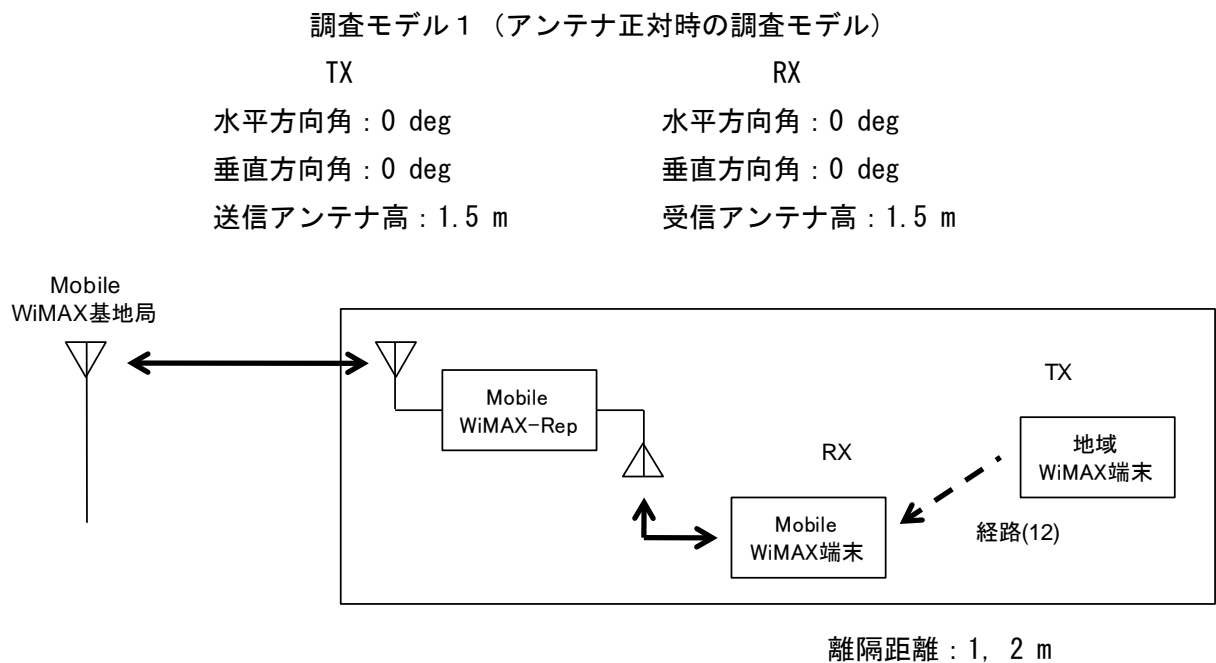 調査モデル１（アンテナ正対時の調査モデル）
TX RX
水平方向角：0 deg 水平方向角：0 deg
垂直方向角：0 deg 垂直方向角：0 deg
送信アンテナ高：1.5 m 受信アンテナ高：1.5 m
Mobile
WiMAX基地局
Mobile
WiMAX-Rep
TX
地域
WiMAX端末
RX
Mobile
WiMAX端末
経路(12)
離隔距離：1, 2 m